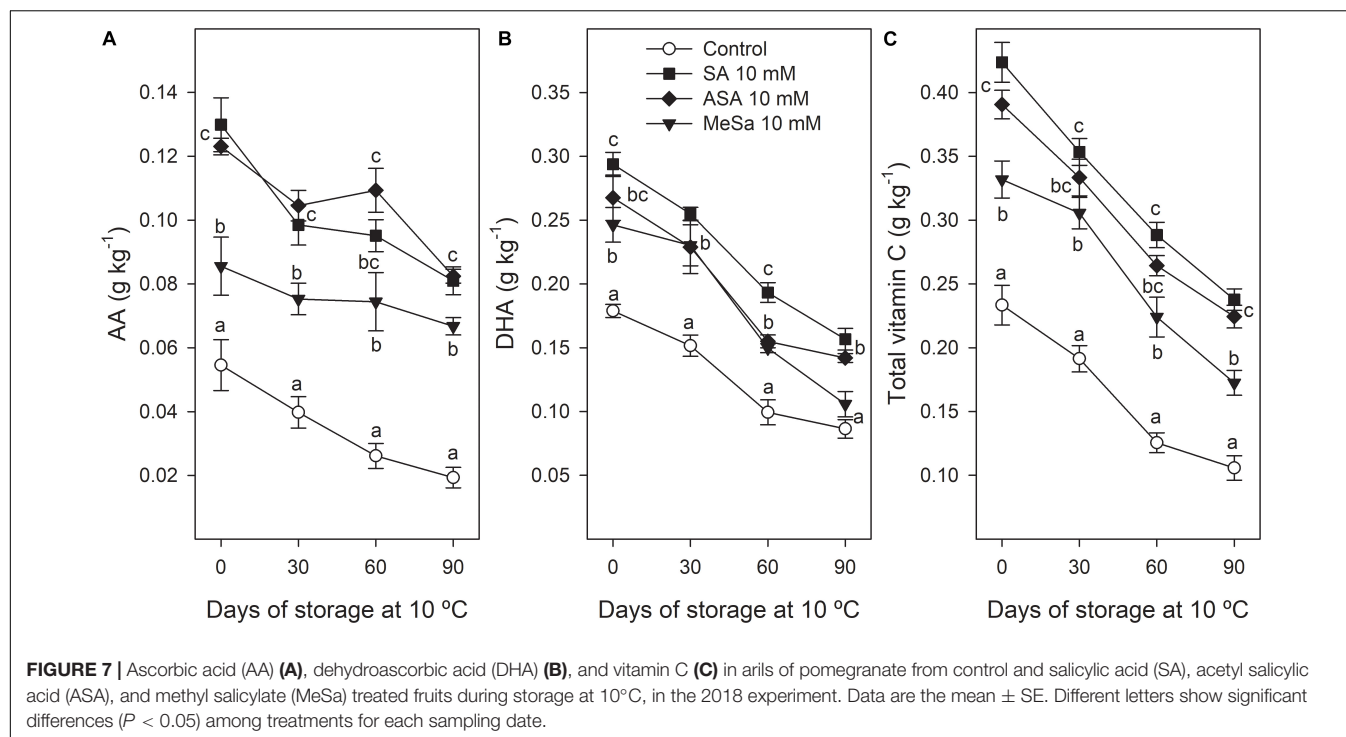 A
B
C
Control
SA 10 mM
ASA 10 mM
MeSa 10 mM
AA (g kg-1)
0.14
0.12
0.10
0.08
0.06
0.04
0.02
c
c
c
c
b
b
bc
b
b
a
a
a
a
0
30
60
90
Days of storage at 10 ºC
DHA (g kg-1)
0.35
0.30
0.25
0.20
0.15
0.10
0.05
c
bc
b
b
c
b
b
a
a
a
a
0
30
60
90
Days of storage at 10 ºC
Total vitamin C (g kg-1)
0.40
0.35
0.30
0.25
0.20
0.15
0.10
c
c
bc
b
b
c
bc
b
c
b
a
a
a
a
0
30
60
90
Days of storage at 10 ºC
FIGURE 7 | Ascorbic acid (AA) (A), dehydroascorbic acid (DHA) (B), and vitamin C (C) in arils of pomegranate from control and salicylic acid (SA), acetyl salicylic
acid (ASA), and methyl salicylate (MeSa) treated fruits during storage at 10°C, in the 2018 experiment. Data are the mean ± SE. Different letters show significant
differences (P < 0.05) among treatments for each sampling date.